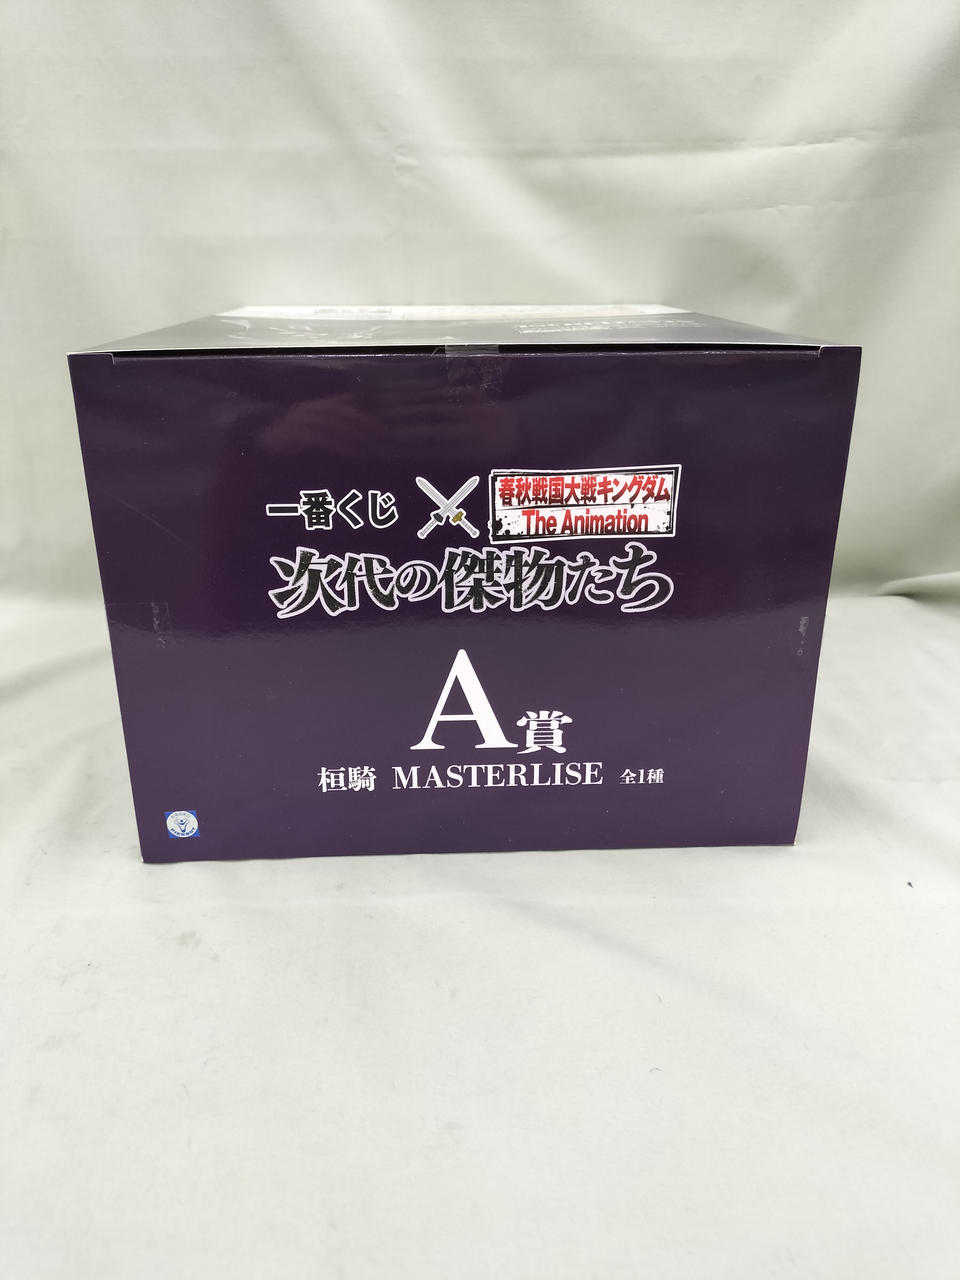 一番くじ
春秋戦国大戦キングダム
The Animation
次代の傑物たち
A賞
桓騎 MASTERLISE 全1種